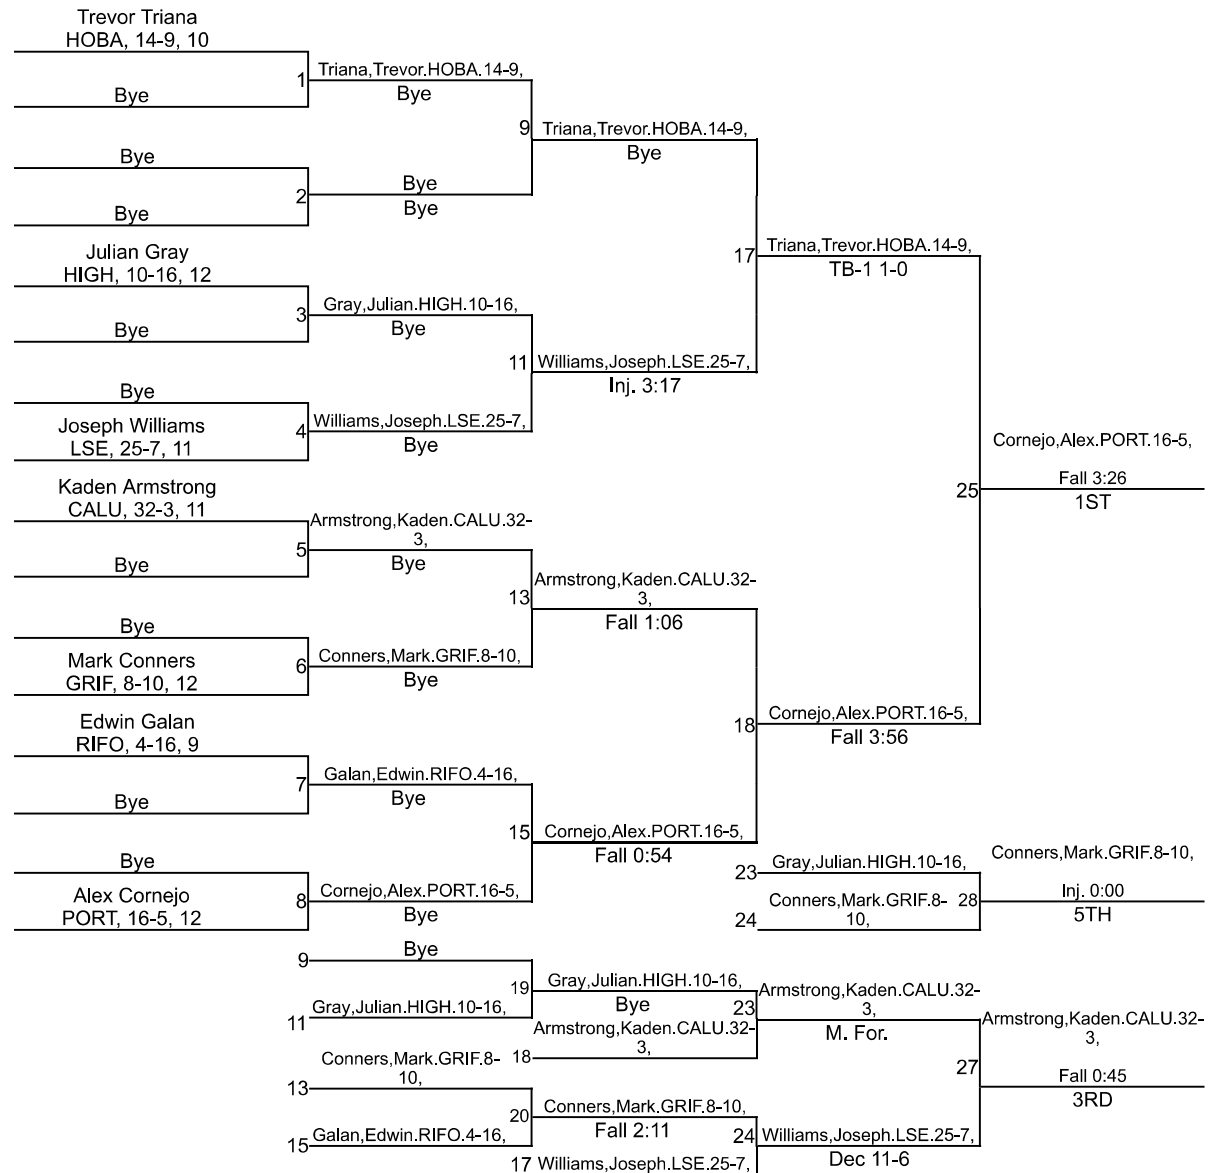 Trevor Triana
HOBA, 14-9, 10
1
Triana,Trevor.HOBA.14-9,
Bye
Bye
9
Triana,Trevor.HOBA.14-9,
Bye
Bye
2
Bye
Bye
Bye
Julian Gray
HIGH, 10-16, 12
17
Triana,Trevor.HOBA.14-9,
TB-1 1-0
3
Gray,Julian.HIGH.10-16,
Bye
Bye
11
Williams,Joseph.LSE.25-7,
Inj. 3:17
Bye
Joseph Williams
LSE, 25-7, 11
4
Williams,Joseph.LSE.25-7,
Bye
25
Cornejo,Alex.PORT.16-5,
Fall 3:26
1ST
Kaden Armstrong
CALU, 32-3, 11
5
Armstrong,Kaden.CALU.32-
3,
Bye
Bye
13
Armstrong,Kaden.CALU.32-
3,
Fall 1:06
Bye
Mark Conners
GRIF, 8-10, 12
6
Conners,Mark.GRIF.8-10,
Bye
Edwin Galan
RIFO, 4-16, 9
18
Cornejo,Alex.PORT.16-5,
Fall 3:56
7
Galan,Edwin.RIFO.4-16,
Bye
Bye
15
Cornejo,Alex.PORT.16-5,
Fall 0:54
Bye
Alex Cornejo
PORT, 16-5, 12
8
Cornejo,Alex.PORT.16-5,
Bye
23
Gray,Julian.HIGH.10-16,
24
Conners,Mark.GRIF.8-
10,
28
Conners,Mark.GRIF.8-10,
Inj. 0:00
5TH
9
Bye
11
Gray,Julian.HIGH.10-16,
19
Gray,Julian.HIGH.10-16,
Bye
18
Armstrong,Kaden.CALU.32-
3,
23
Armstrong,Kaden.CALU.32-
3,
M. For.
13
Conners,Mark.GRIF.8-
10,
15
Galan,Edwin.RIFO.4-16,
20
Conners,Mark.GRIF.8-10,
Fall 2:11
17
Williams,Joseph.LSE.25-7,
24
Williams,Joseph.LSE.25-7,
Dec 11-6
27
Armstrong,Kaden.CALU.32-
3,
Fall 0:45
3RD